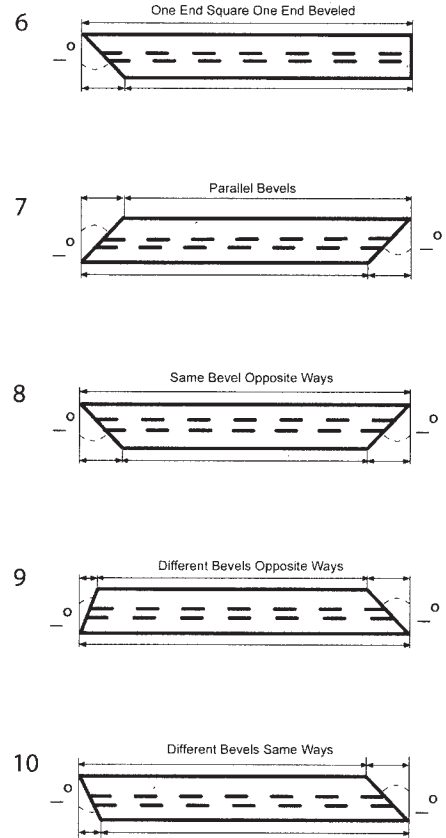 6
One End Square One End Beveled
_°
7
Parallel Bevels
_° _°
8
Same Bevel Opposite Ways
_° _°
9
Different Bevels Opposite Ways
_° _°
10
Different Bevels Same Ways
_° _°